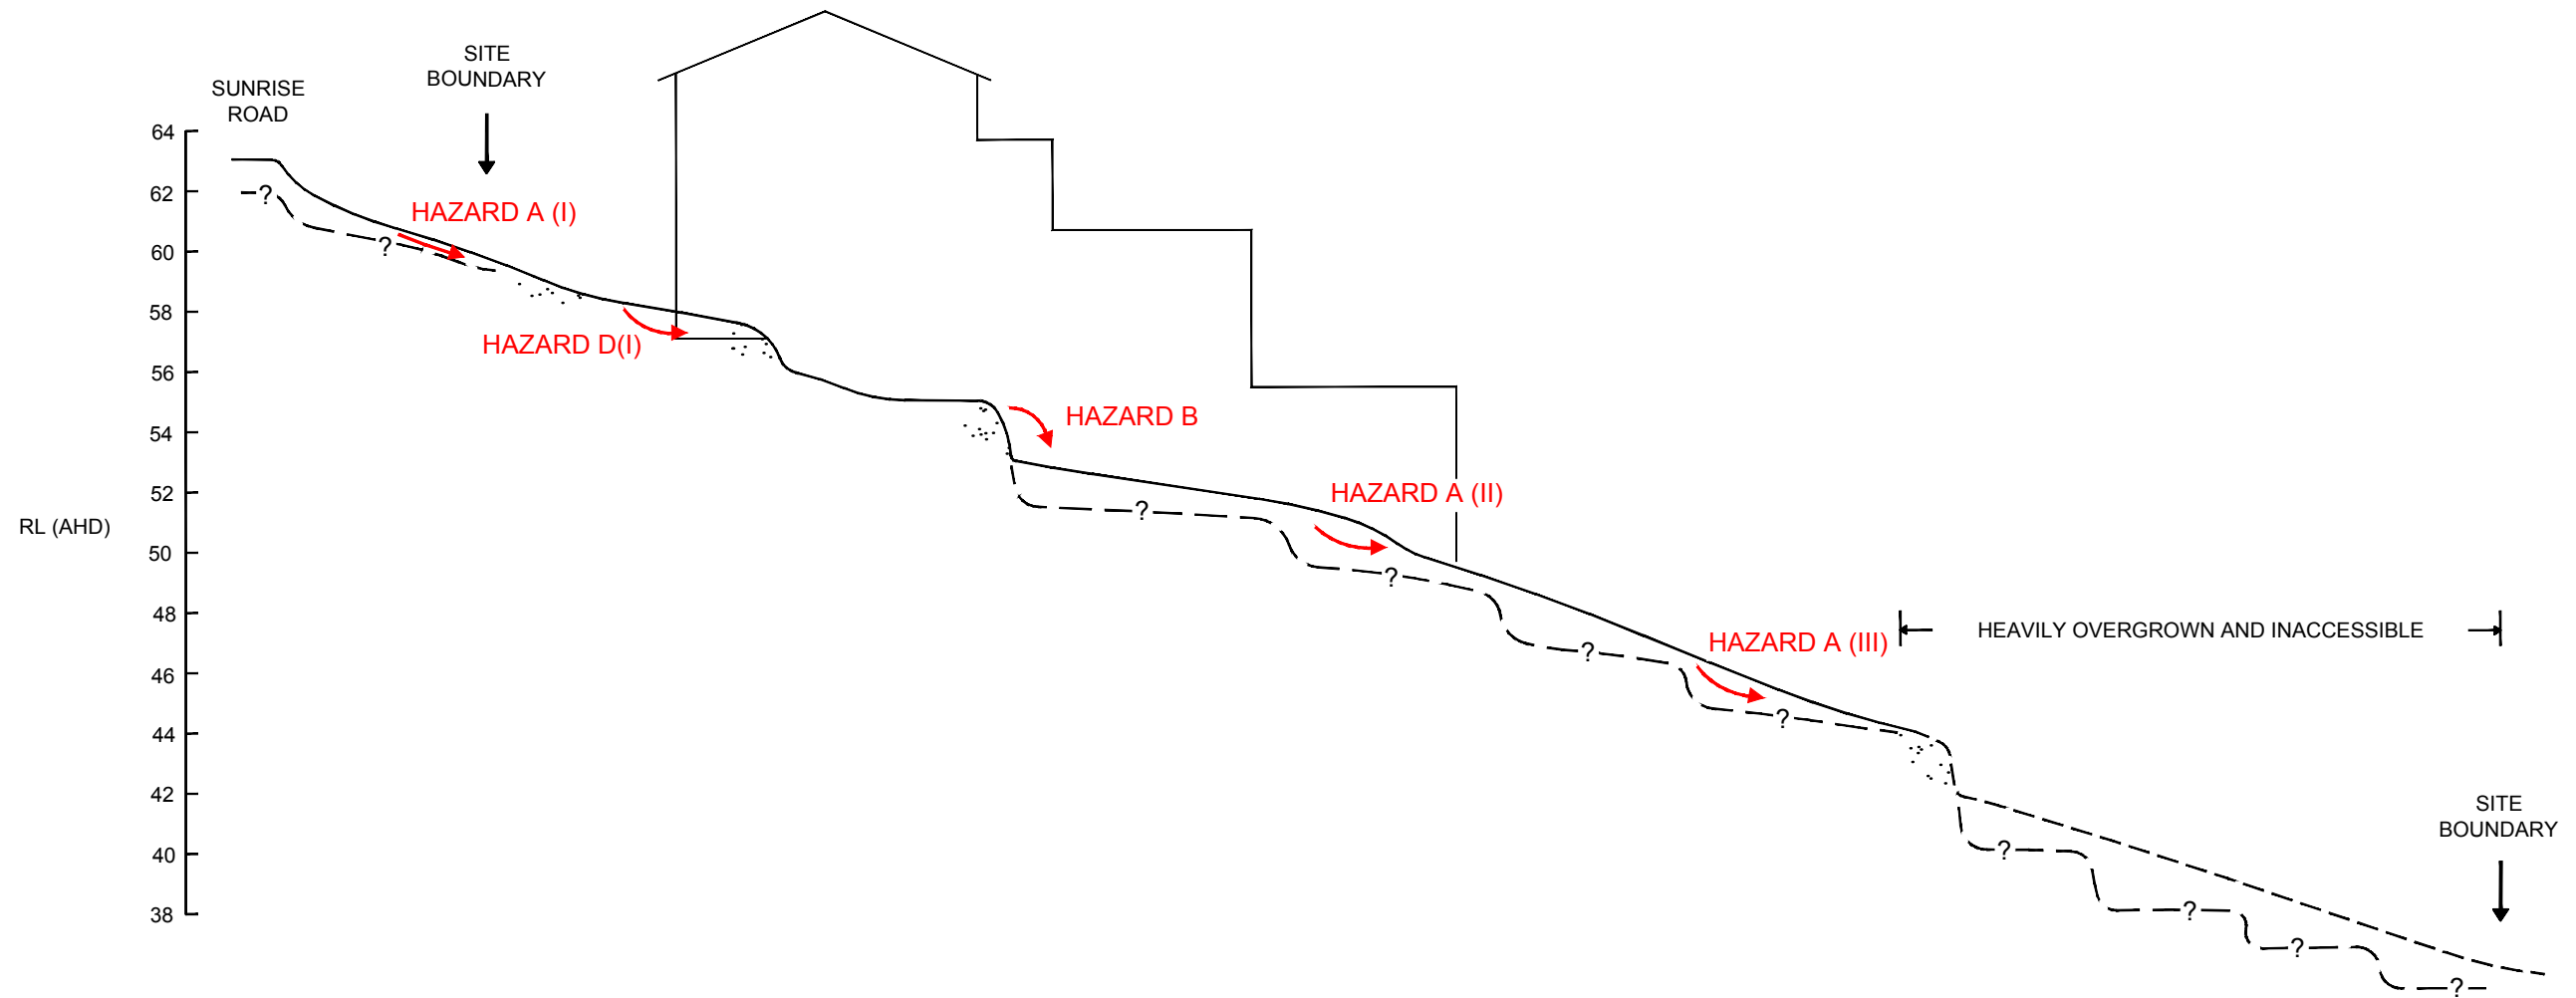 SITE
BOUNDARY
SUNRISE
ROAD
64
62
60
58
56
54
52
50
48
46
44
42
40
38
RL (AHD)
?
?
HAZARD A (I)
HAZARD D(I)
HAZARD B
HAZARD A (II)
?
?
?
HAZARD A (III)
?
HEAVILY OVERGROWN AND INACCESSIBLE
SITE
BOUNDARY
?
?
?
?